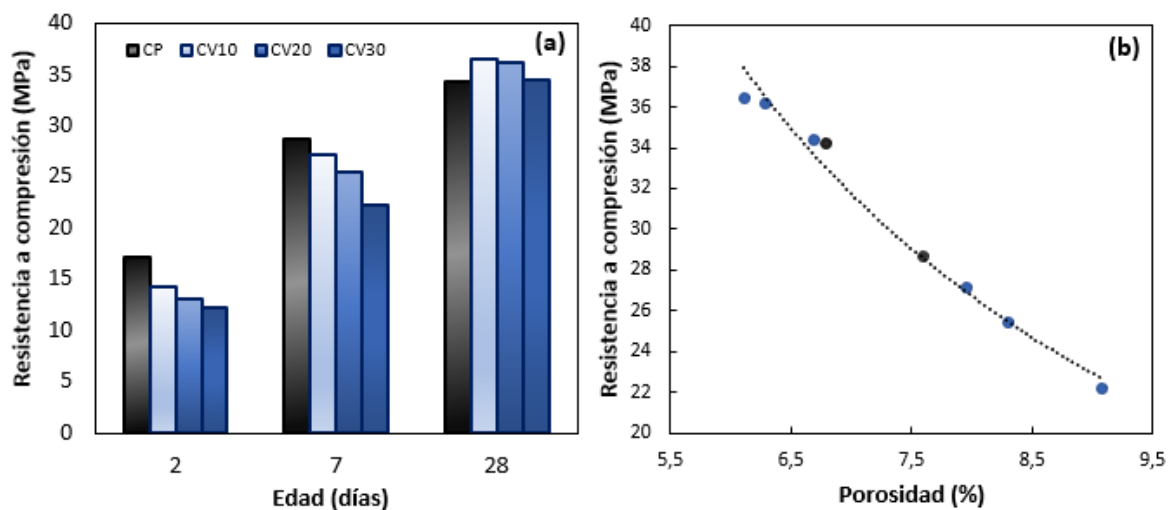 (a)
CP CV10 CV20 CV30
Resistencia a compresión (MPa)
40
35
30
25
20
15
10
5
0
2 7 28
Edad (días)
(b)
Resistencia a compresión (MPa)
40
38
36
34
32
30
28
26
24
22
20
5,5 6,5 7,5 8,5 9,5
Porosidad (%)